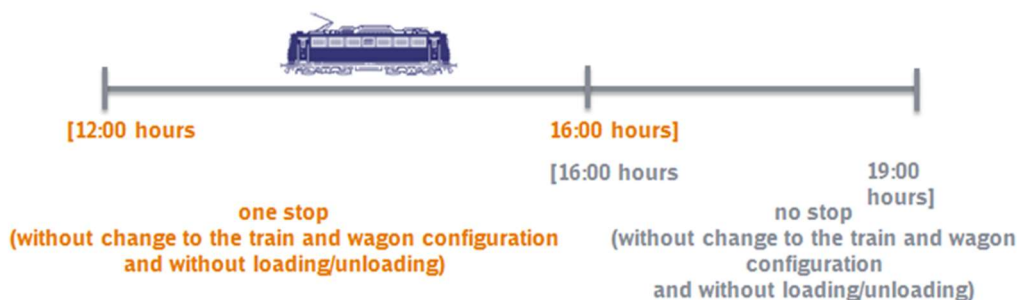 [12:00 hours
16:00 hours]
[16:00 hours
19:00
hours]
one stop
(without change to the train and wagon configuration
and without loading/unloading)
no stop
(without change to the train and wagon
configuration
and without loading/unloading)